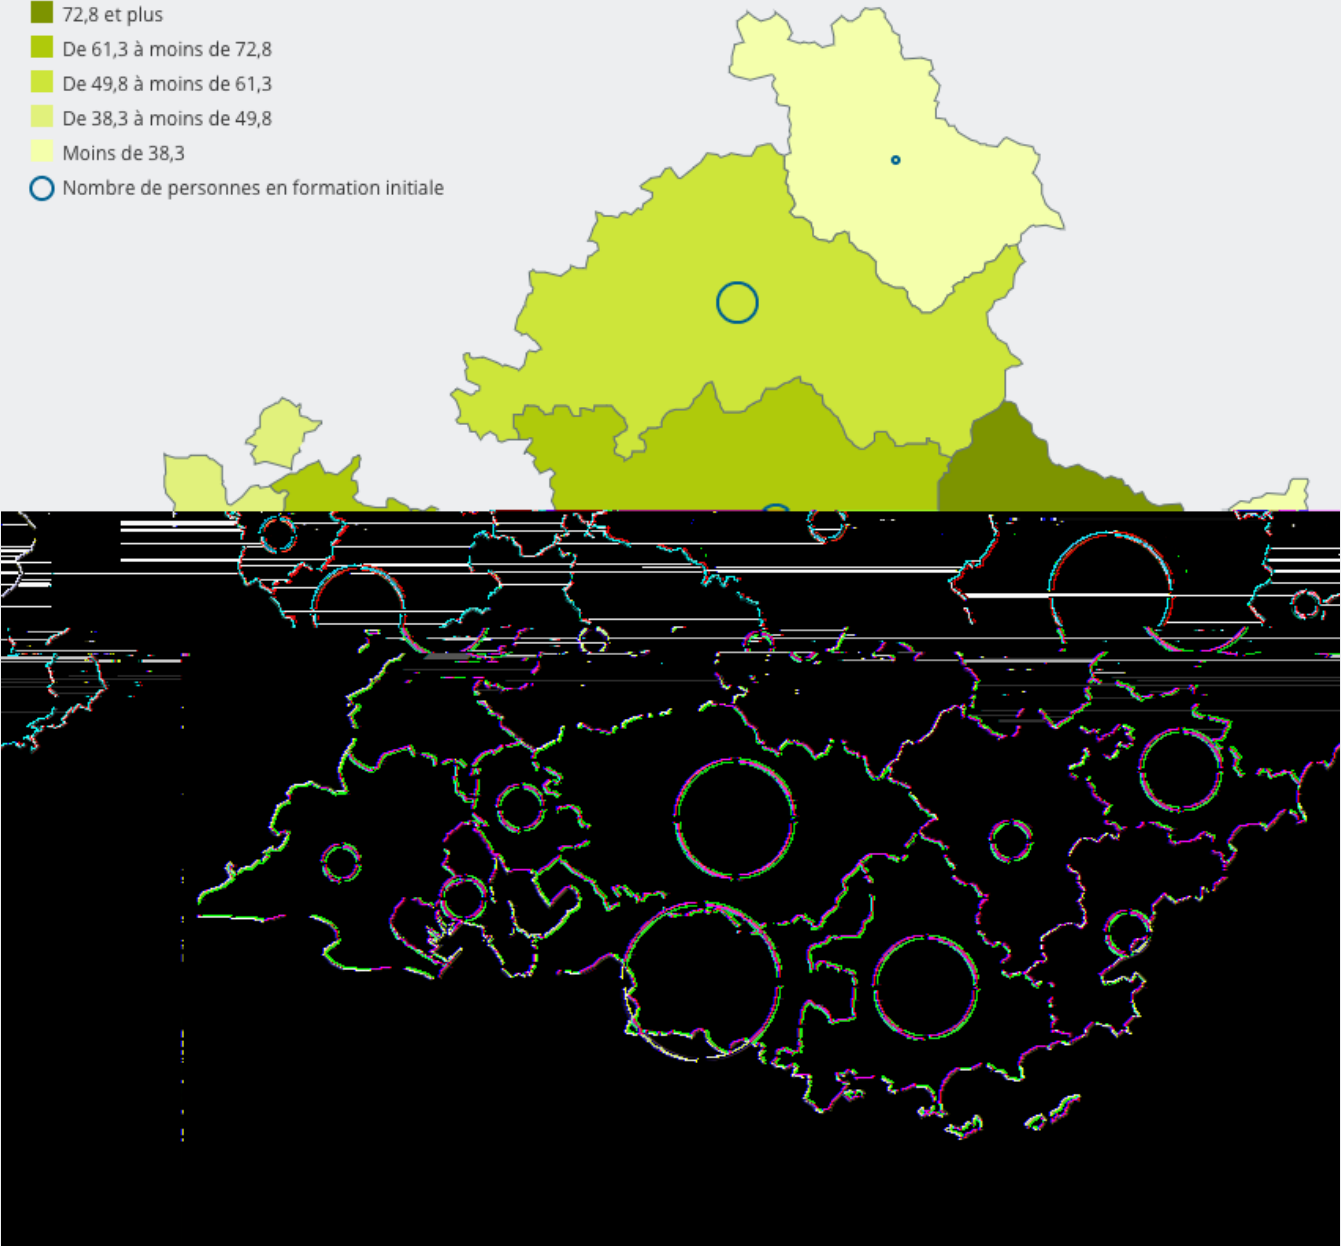 72,8 et plus
De 61,3 à moins de 72,8
De 49,8 à moins de 61,3
De 38,3 à moins de 49,8
Moins de 38,3
Nombre de personnes en formation initiale